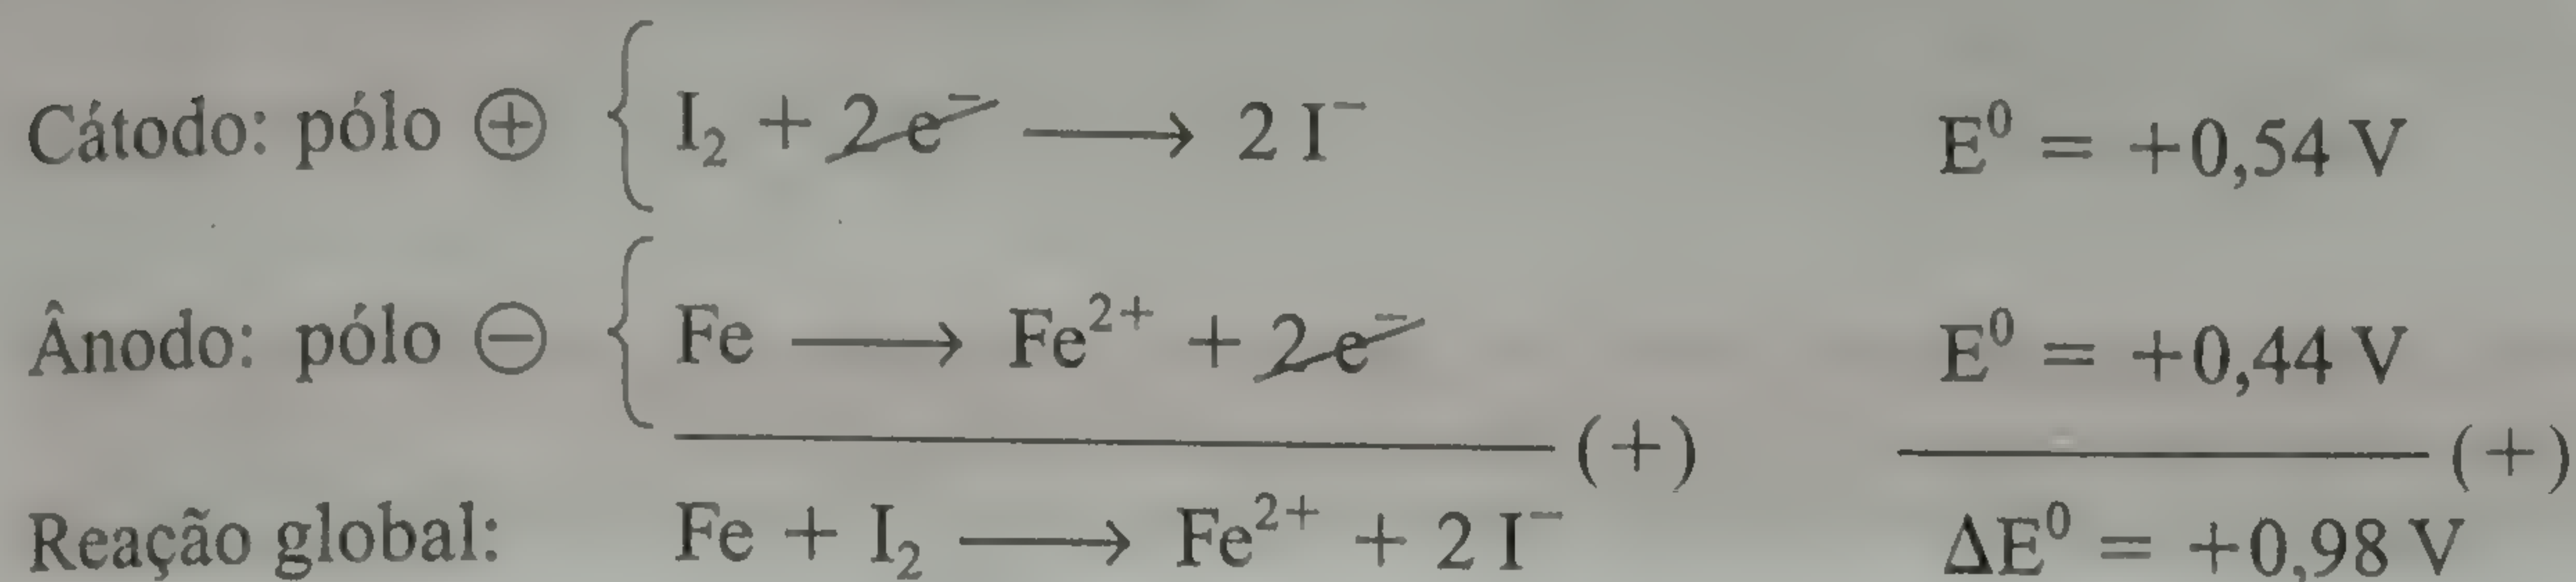 Cátodo: pólo ⊕ { I₂ + 2 e⁻ ⟶ 2 I⁻ E⁰ = +0,54 V
Ânodo: pólo ⊖ { Fe ⟶ Fe²⁺ + 2 e⁻ E⁰ = +0,44 V
(+) (+)
Reação global: Fe + I₂ ⟶ Fe²⁺ + 2 I⁻ ΔE⁰ = +0,98 V